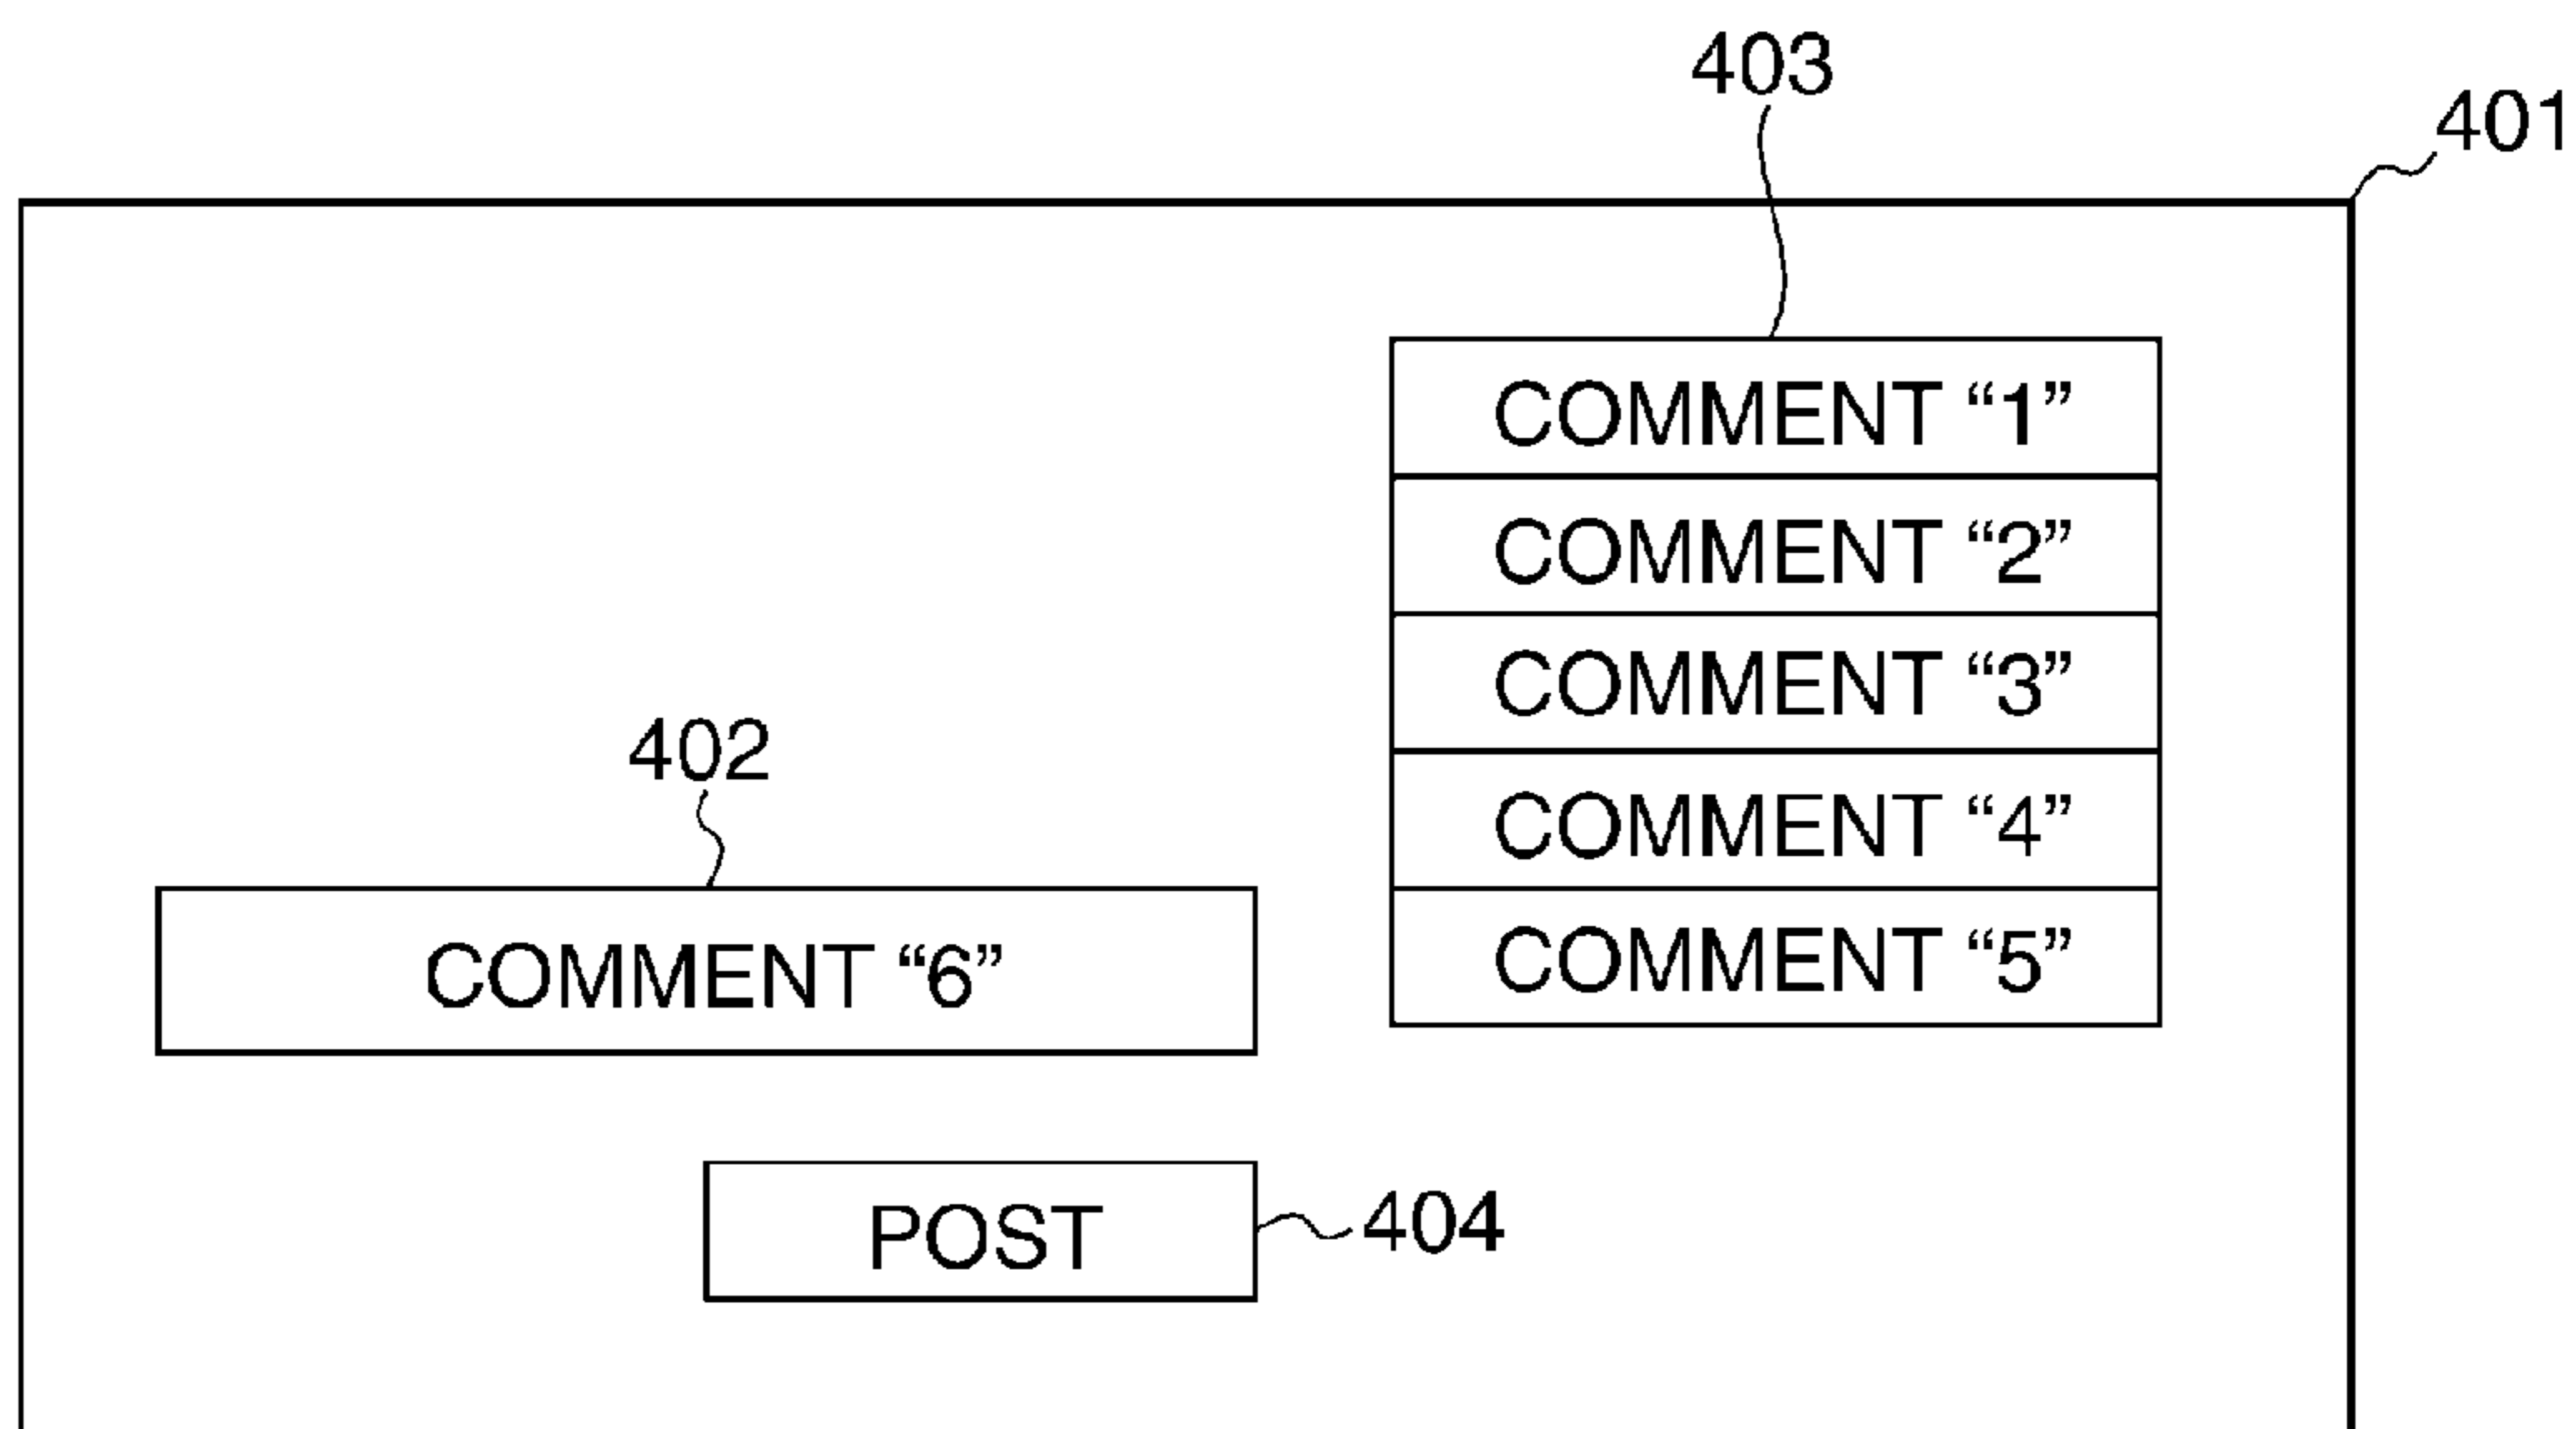 403
401
COMMENT “1”
COMMENT “2”
COMMENT “3”
402
COMMENT “4”
COMMENT “6”
COMMENT “5”
POST
404